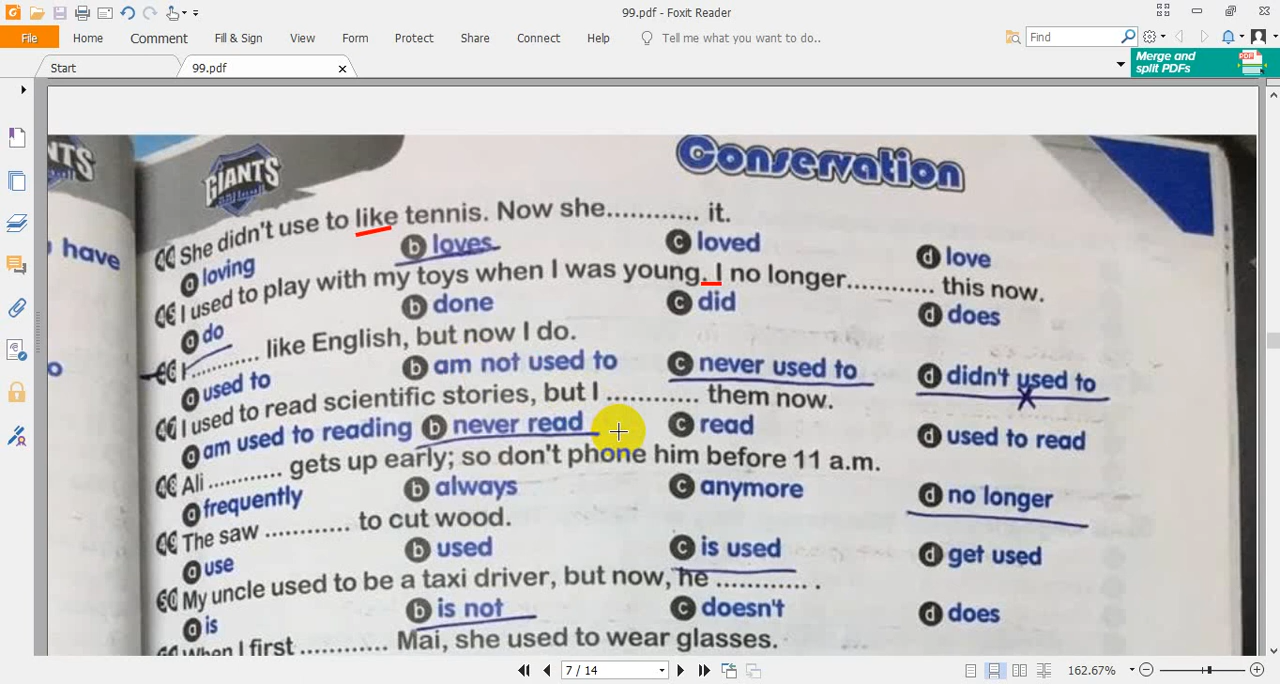 99.pdf - Foxit Reader
File Home Comment Fill & Sign View Form Protect Share Connect Help Tell me what you want to do.. Find
Start 99.pdf Merge and split PDFs
NTS GIANTS Conservation
have
She didn't use to like tennis. Now she............ it.
a loving b loves c loved d love
I used to play with my toys when I was young. I no longer............ this now.
a do b done c did d does
I............ like English, but now I do.
a used to b am not used to c never used to d didn't used to
I used to read scientific stories, but I ............ them now.
a am used to reading b never read c read d used to read
Ali ............ gets up early; so don't phone him before 11 a.m.
a frequently b always c anymore d no longer
The saw ............ to cut wood.
a use b used c is used d get used
My uncle used to be a taxi driver, but now, he ............ .
a is b is not c doesn't d does
When I first ............ Mai, she used to wear glasses.
7 / 14 162.67%